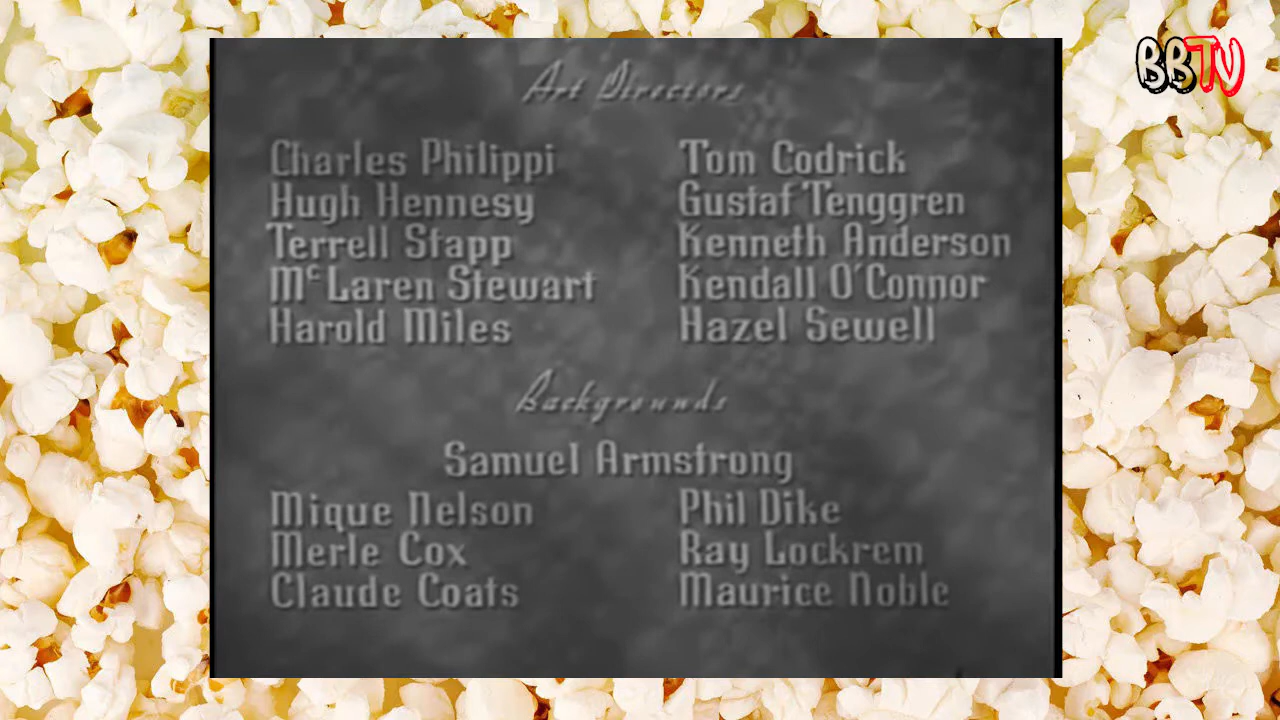 BBTV
Art Directors
Charles Philippi Tom Codrick
Hugh Hennesy Gustaf Tenggren
Terrell Stapp Kenneth Anderson
McLaren Stewart Kendall O'Connor
Harold Miles Hazel Sewell
Backgrounds
Samuel Armstrong
Mique Nelson Phil Dike
Merle Cox Ray Lockrem
Claude Coats Maurice Noble